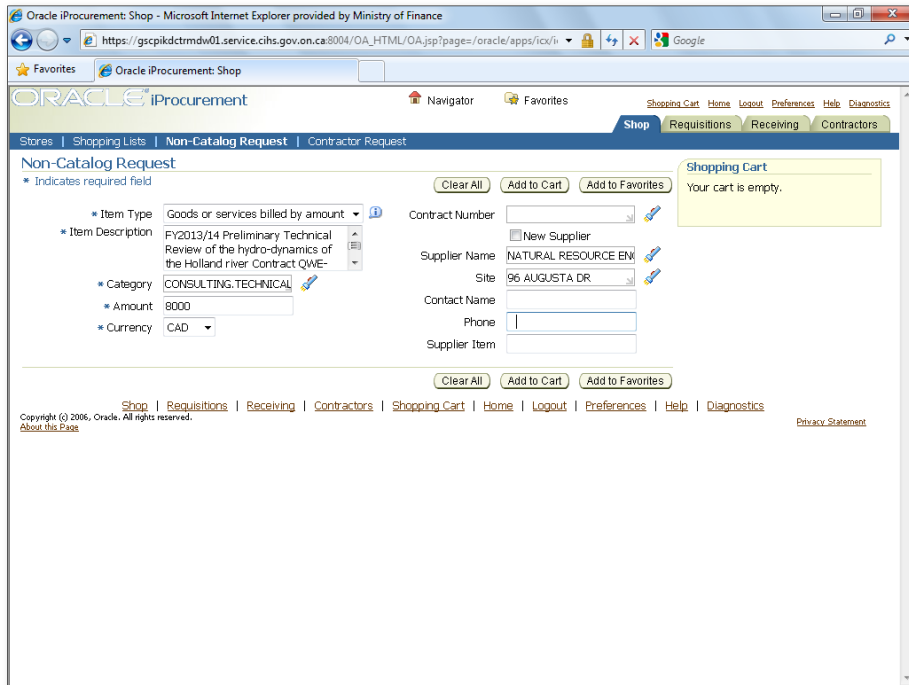 Oracle iProcurement: Shop - Microsoft Internet Explorer provided by Ministry of Finance
https://gscpikdctrmdw01.service.cihs.gov.on.ca:8004/OA_HTML/OA.jsp?page=/oracle/apps/icx/i
Google
Favorites
Oracle iProcurement: Shop
ORACLE iProcurement
Navigator
Favorites
Shopping Cart Home Logout Preferences Help Diagnostics
Shop Requisitions Receiving Contractors
Stores | Shopping Lists | Non-Catalog Request | Contractor Request
Non-Catalog Request
* Indicates required field
Clear All Add to Cart Add to Favorites
* Item Type Goods or services billed by amount
* Item Description FY2013/14 Preliminary Technical
Review of the hydro-dynamics of
the Holland river Contract QWE-
* Category CONSULTING.TECHNICAL
* Amount 8000
* Currency CAD
Contract Number
New Supplier
Supplier Name NATURAL RESOURCE EN
Site 96 AUGUSTA DR
Contact Name
Phone
Supplier Item
Shopping Cart
Your cart is empty.
Clear All Add to Cart Add to Favorites
Shop | Requisitions | Receiving | Contractors | Shopping Cart | Home | Logout | Preferences | Help | Diagnostics
Copyright (c) 2006, Oracle. All rights reserved.
About this Page
Privacy Statement